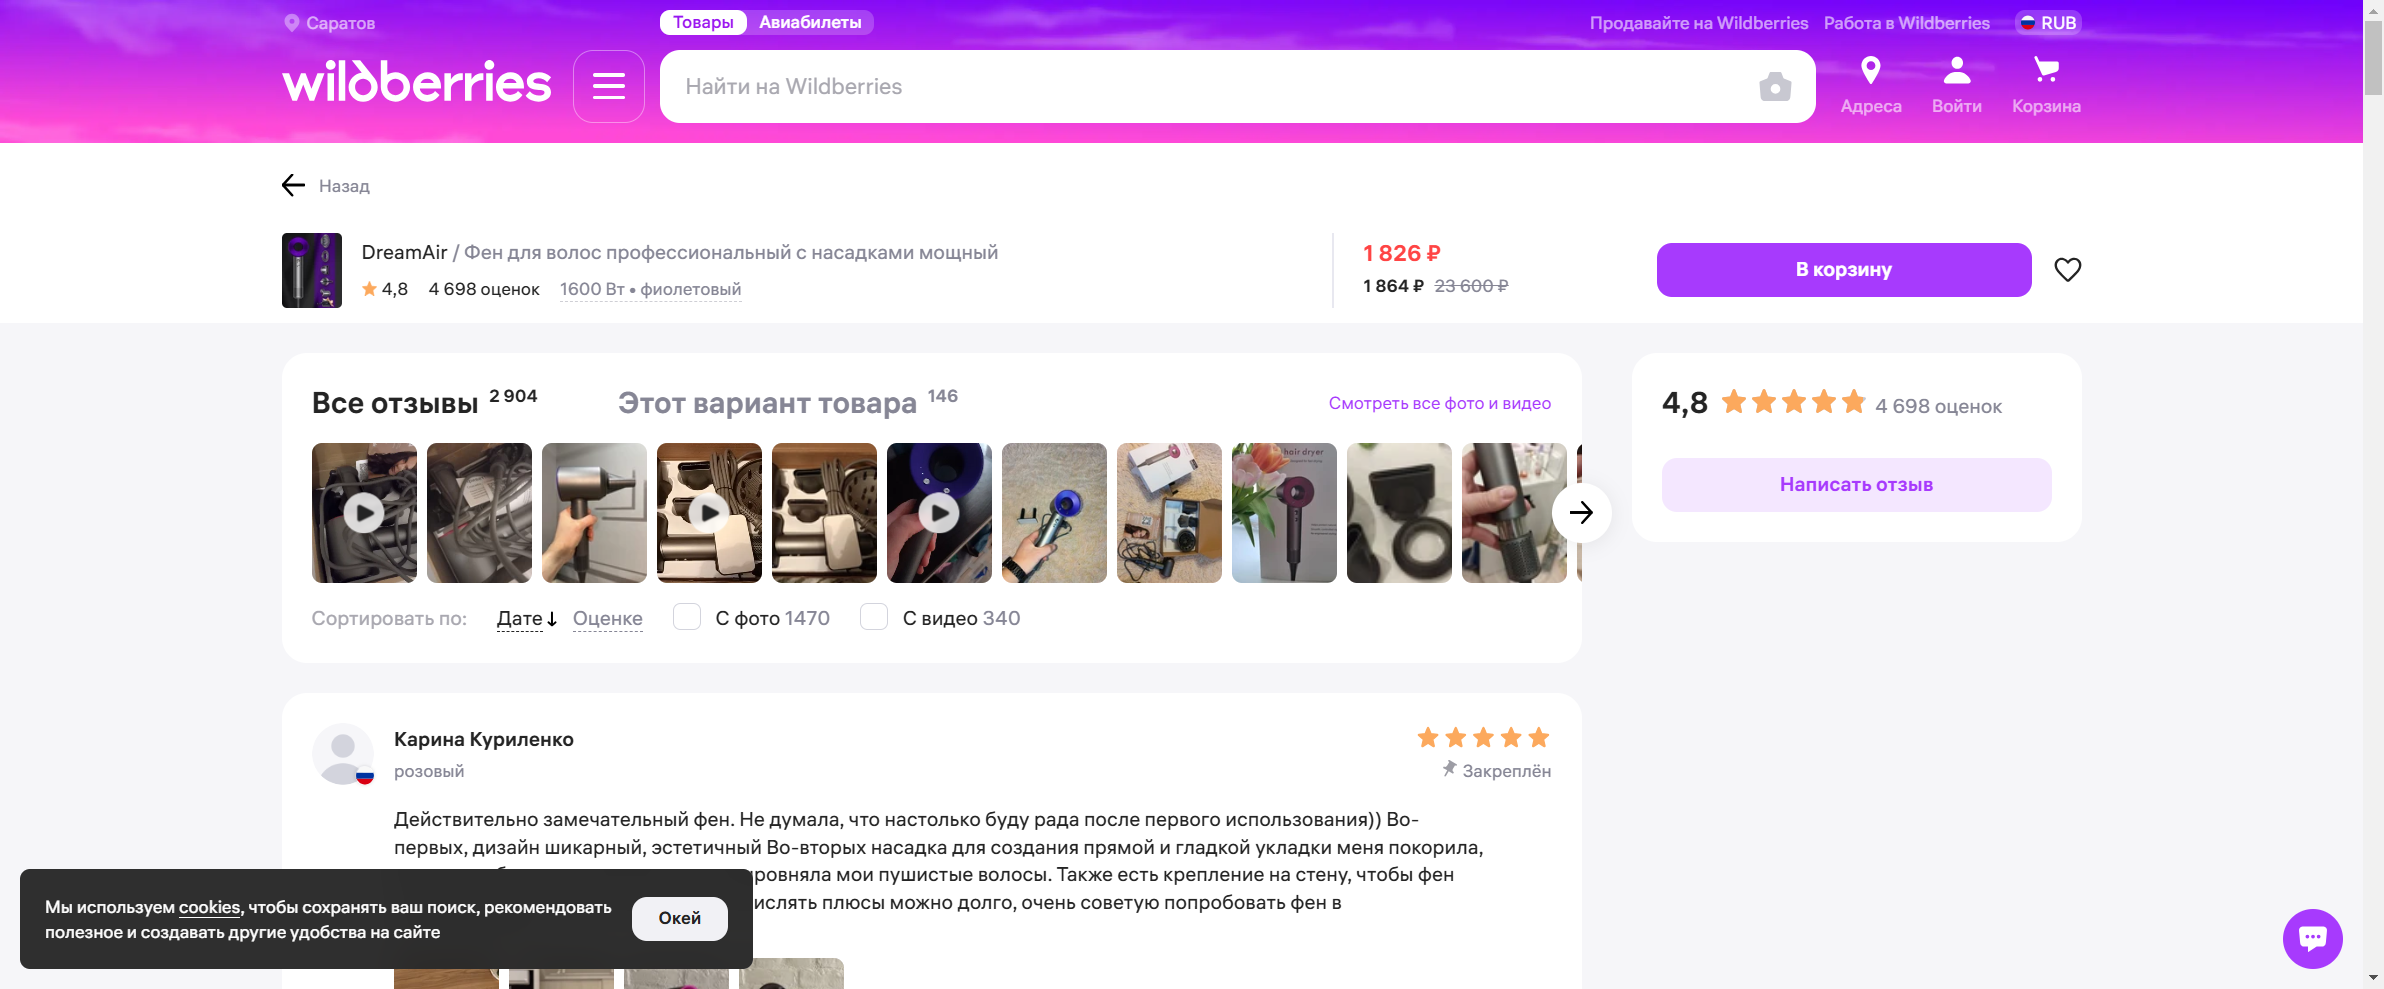 Саратов
Товары Авиабилеты
Продавайте на Wildberries Работа в Wildberries RUB
wildberries
Найти на Wildberries
Адреса Войти Корзина
Назад
DreamAir / Фен для волос профессиональный с насадками мощный
4,8 4 698 оценок 1600 Вт • фиолетовый
1 826 ₽
1 864 ₽ 23 600 ₽
В корзину
Все отзывы 2 904 Этот вариант товара 146
Смотреть все фото и видео
4,8 4 698 оценок
Написать отзыв
hair dryer
Сортировать по: Дате Оценке С фото 1470 С видео 340
Карина Куриленко
розовый
Закреплён
Действительно замечательный фен. Не думала, что настолько буду рада после первого использования)) Во-
первых, дизайн шикарный, эстетичный Во-вторых насадка для создания прямой и гладкой укладки меня покорила,
мои пушистые волосы. Также есть крепление на стену, чтобы фен
плюсы можно долго, очень советую попробовать фен в
Мы используем cookies, чтобы сохранять ваш поиск, рекомендовать
полезное и создавать другие удобства на сайте
Окей